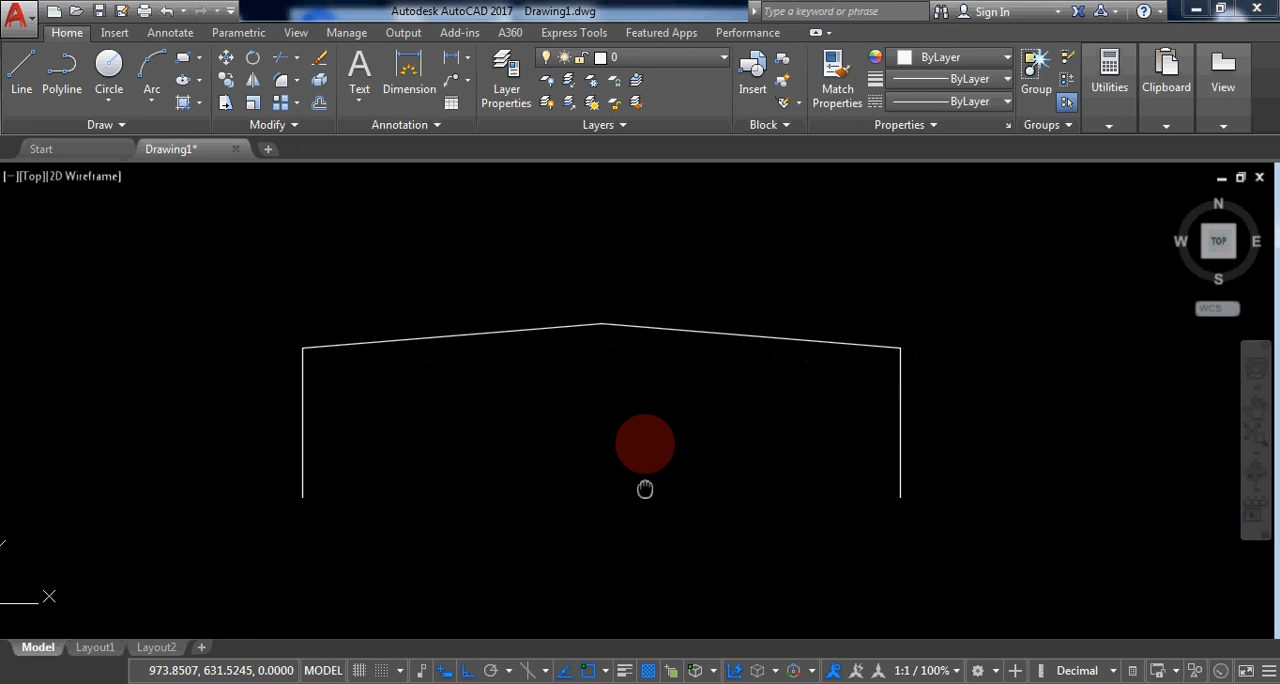 Autodesk AutoCAD 2017 Drawing1.dwg
Type a keyword or phrase
Sign In
Home Insert Annotate Parametric View Manage Output Add-ins A360 Express Tools Featured Apps Performance
Line Polyline Circle Arc
Text Dimension
Layer Properties
0
Insert
Match Properties
ByLayer
ByLayer
ByLayer
Group
Utilities
Clipboard
View
Draw Modify Annotation Layers Block Properties Groups
Start Drawing1*
[−][Top][2D Wireframe]
N
W TOP E
S
WCS
X
Model Layout1 Layout2
973.8507, 631.5245, 0.0000 MODEL 1:1 / 100% Decimal